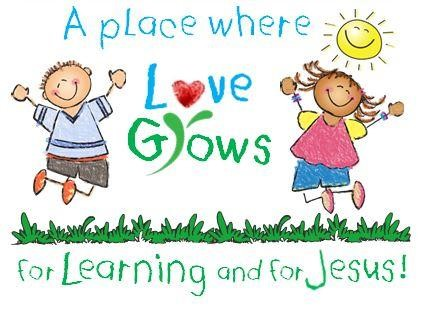 A place where
Love
Grows
for Learning and for Jesus!